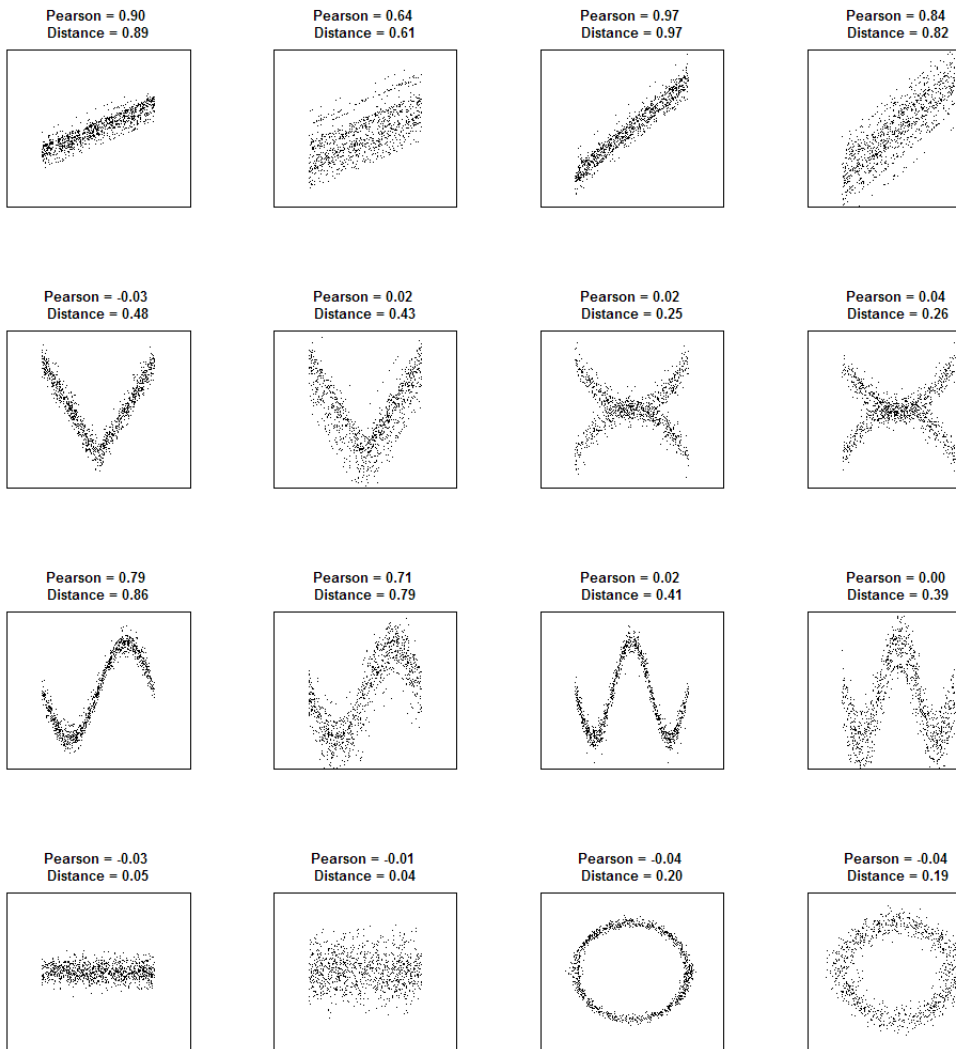 Pearson = 0.90
Distance = 0.89
Pearson = 0.64
Distance = 0.61
Pearson = 0.97
Distance = 0.97
Pearson = 0.84
Distance = 0.82
Pearson = -0.03
Distance = 0.48
Pearson = 0.02
Distance = 0.43
Pearson = 0.02
Distance = 0.25
Pearson = 0.04
Distance = 0.26
Pearson = 0.79
Distance = 0.86
Pearson = 0.71
Distance = 0.79
Pearson = 0.02
Distance = 0.41
Pearson = 0.00
Distance = 0.39
Pearson = -0.03
Distance = 0.05
Pearson = -0.01
Distance = 0.04
Pearson = -0.04
Distance = 0.20
Pearson = -0.04
Distance = 0.19